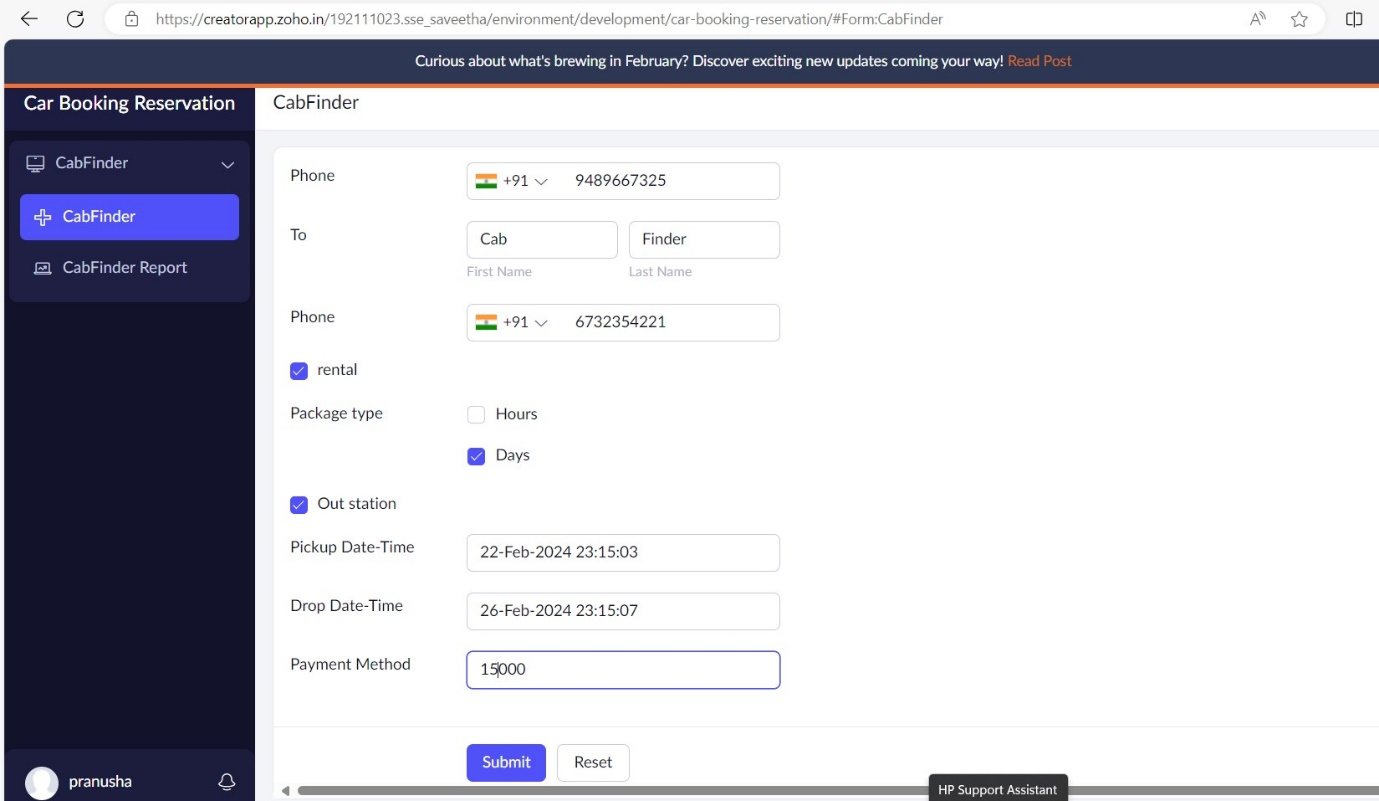 https://creatorapp.zoho.in/192111023.sse_saveetha/environment/development/car-booking-reservation/#Form:CabFinder
Curious about what's brewing in February? Discover exciting new updates coming your way! Read Post
Car Booking Reservation
CabFinder
CabFinder
CabFinder
CabFinder Report
Phone +91 9489667325
To Cab Finder
First Name Last Name
Phone +91 6732354221
rental
Package type Hours
Days
Out station
Pickup Date-Time 22-Feb-2024 23:15:03
Drop Date-Time 26-Feb-2024 23:15:07
Payment Method 15000
Submit Reset
pranusha
HP Support Assistant